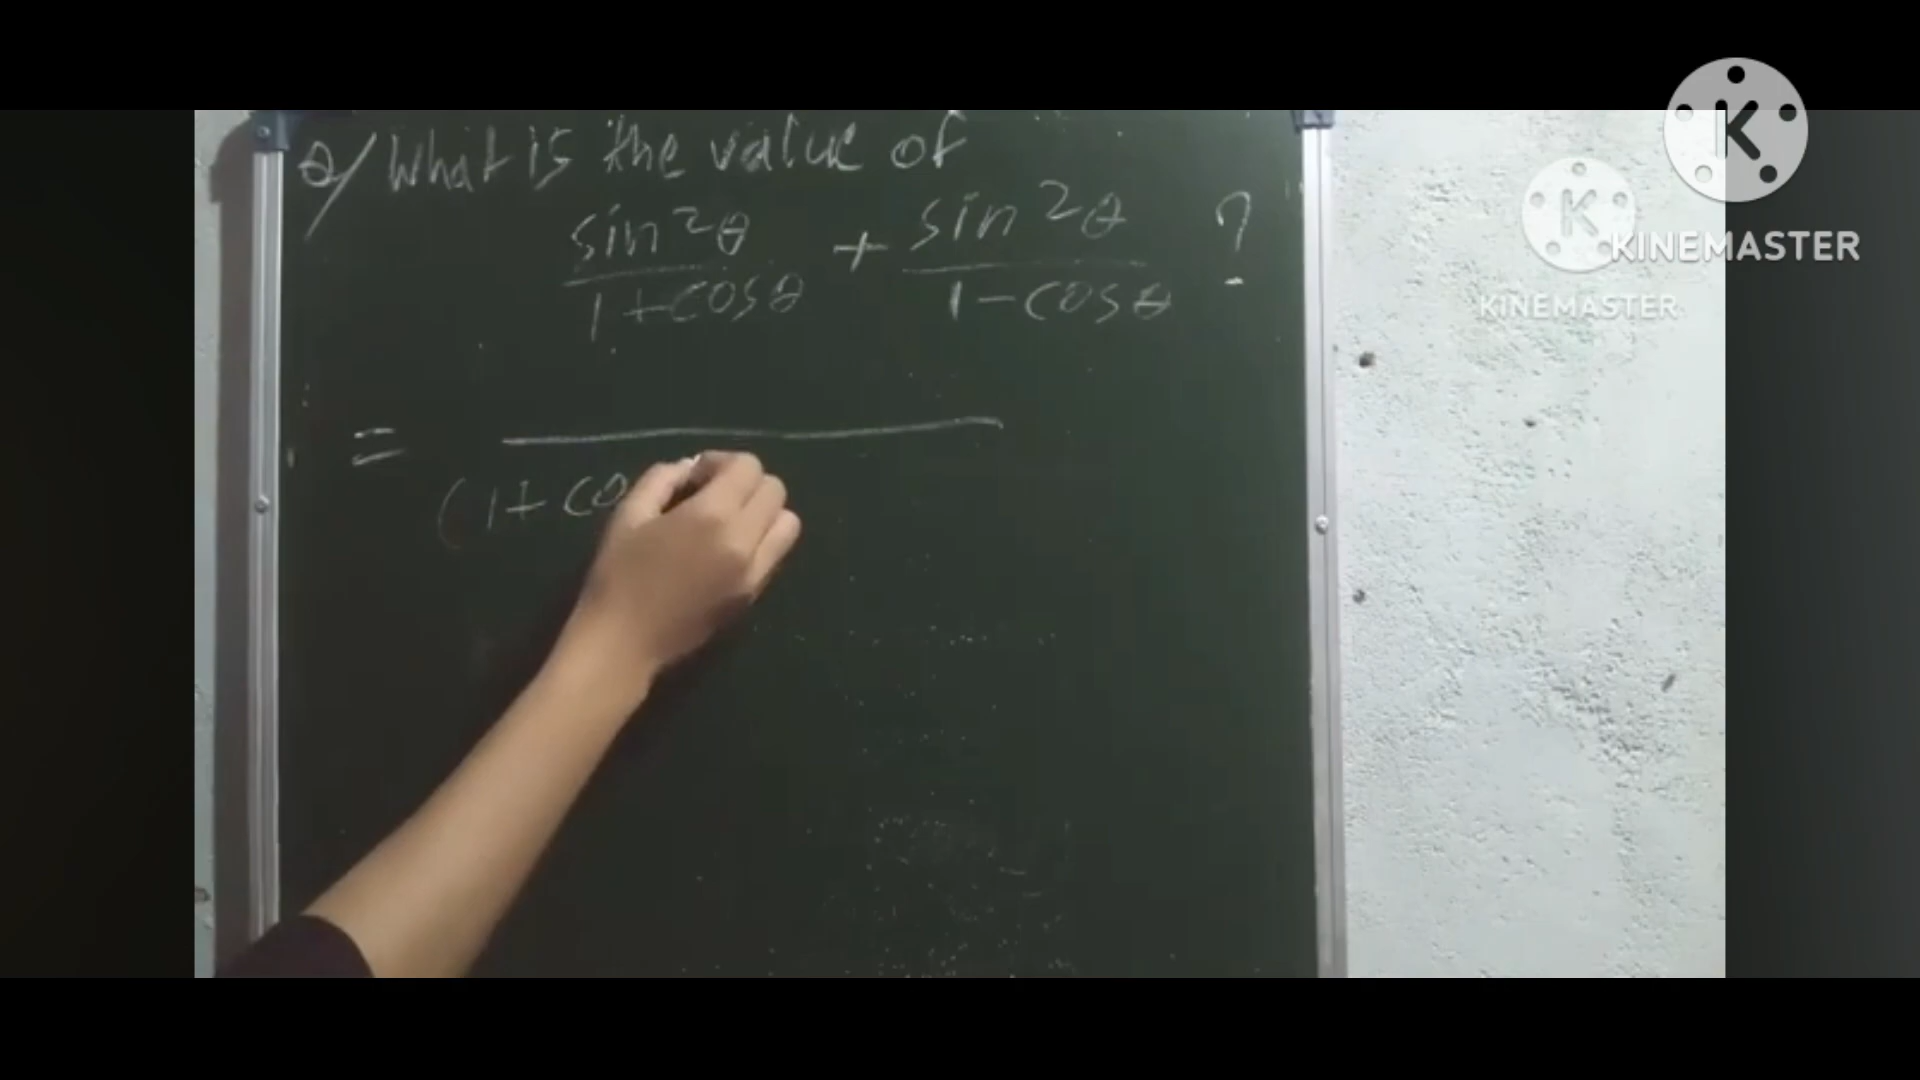 Q/ What is the value of
sin²θ/1+cosθ + sin²θ/1-cosθ ?
=
(1+co
K
KINEMASTER
K
KINEMASTER